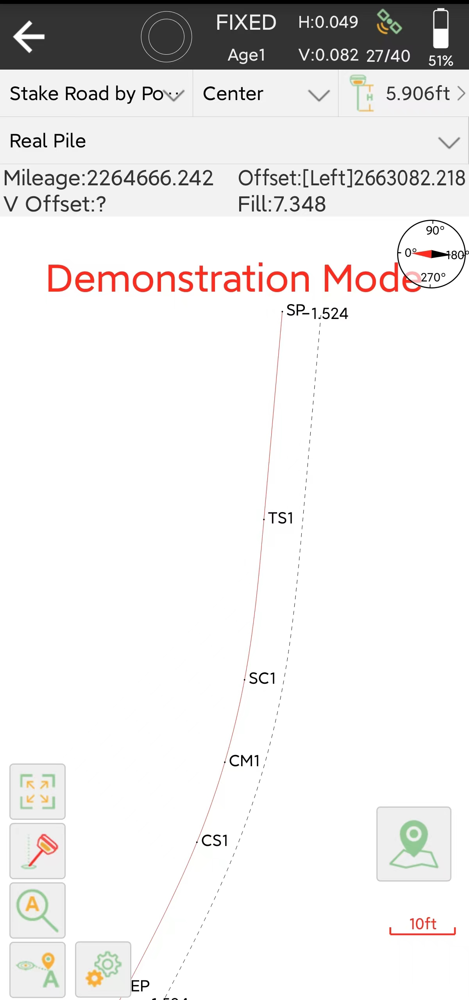 FIXED H:0.049
Age1 V:0.082 27/40 51%
Stake Road by Po... Center H 5.906ft
Real Pile
Mileage:2264666.242 Offset:[Left]2663082.218
V Offset:? Fill:7.348
90°
0° 180°
270°
Demonstration Mode
SP -1.524
TS1
SC1
CM1
CS1
A
10ft
A
EP